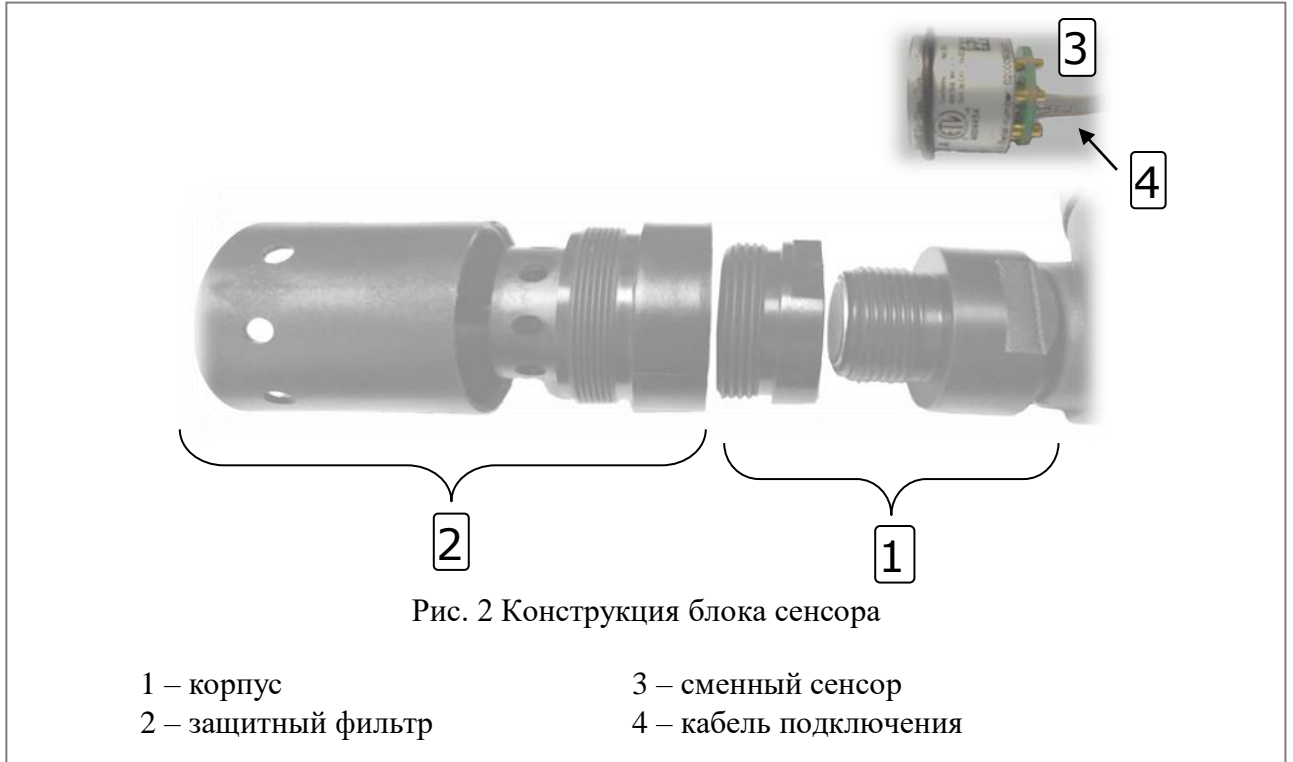 3
4
2
1
Рис. 2 Конструкция блока сенсора
1 – корпус
3 – сменный сенсор
2 – защитный фильтр
4 – кабель подключения